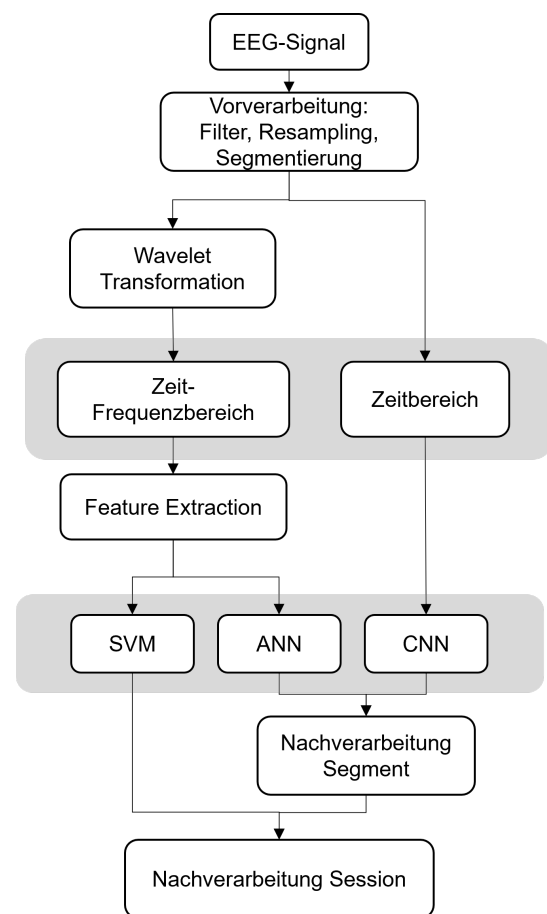 EEG-Signal
Vorverarbeitung:
Filter, Resampling,
Segmentierung
Wavelet
Transformation
Zeit-
Frequenzbereich
Zeitbereich
Feature Extraction
SVM
ANN
CNN
Nachverarbeitung
Segment
Nachverarbeitung Session